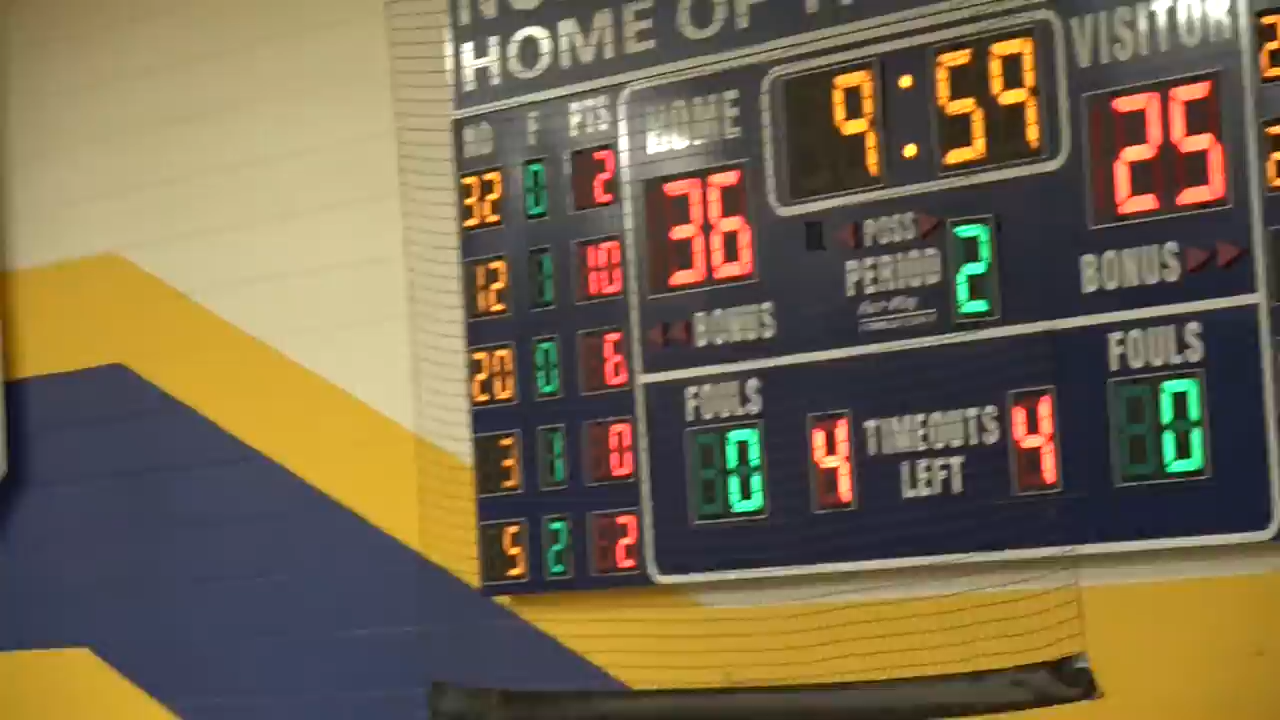 HOME OF
HOME 9:59 VISITOR
NO F PTS
32 0 2
36 25
POSS
PERIOD 2
12 1 10
BONUS BONUS
20 0 6
FOULS FOULS
3 1 0
0 4 TIMEOUTS LEFT 4 0
5 2 2